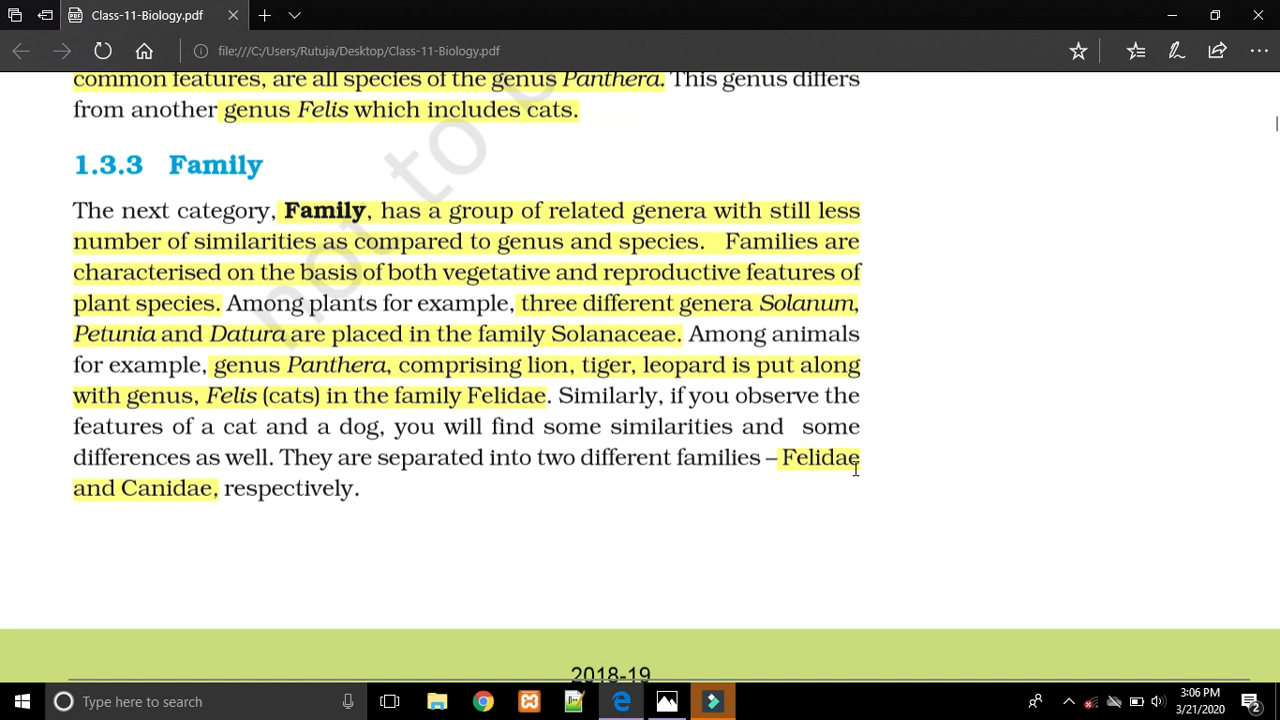 Class-11-Biology.pdf
file:///C:/Users/Rutuja/Desktop/Class-11-Biology.pdf
common features, are all species of the genus Panthera. This genus differs
from another genus Felis which includes cats.
1.3.3 Family
The next category, Family, has a group of related genera with still less
number of similarities as compared to genus and species. Families are
characterised on the basis of both vegetative and reproductive features of
plant species. Among plants for example, three different genera Solanum,
Petunia and Datura are placed in the family Solanaceae. Among animals
for example, genus Panthera, comprising lion, tiger, leopard is put along
with genus, Felis (cats) in the family Felidae. Similarly, if you observe the
features of a cat and a dog, you will find some similarities and some
differences as well. They are separated into two different families – Felidae
and Canidae, respectively.
not to
2018-19
Type here to search
3:06 PM
3/21/2020
2